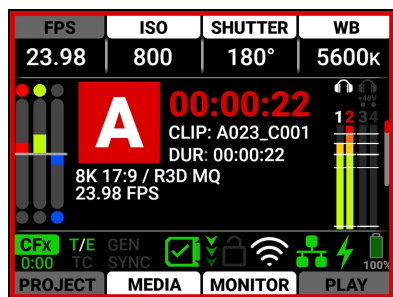 FPS ISO SHUTTER WB
23.98 800 180° 5600K
A 00:00:22
+48V
1 2 3 4
CLIP: A023_C001
DUR: 00:00:22
8K 17:9 / R3D MQ
23.98 FPS
CFx T/E GEN
0:00 TC SYNC
100%
PROJECT MEDIA MONITOR PLAY